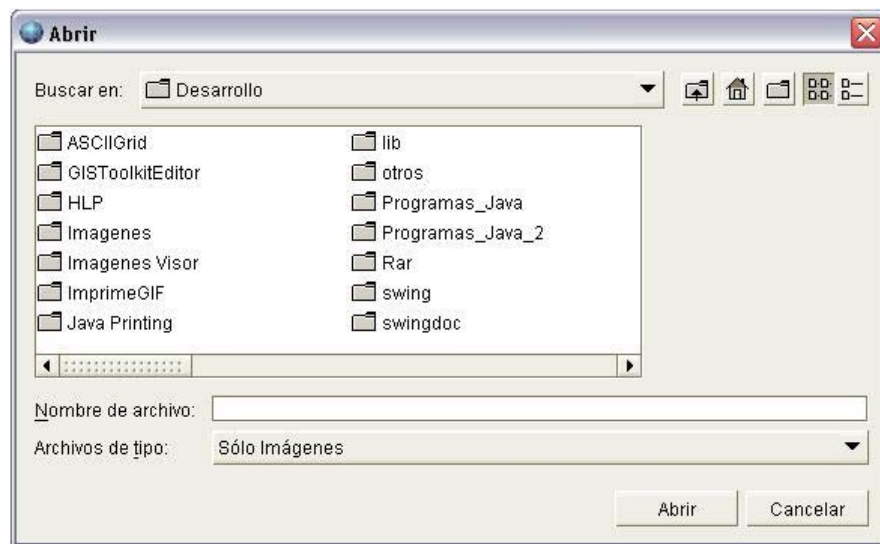 Abrir
Buscar en: Desarrollo
ASCIIGrid
GISToolkitEditor
HLP
Imagenes
Imagenes Visor
ImprimeGIF
Java Printing
lib
otros
Programas_Java
Programas_Java_2
Rar
swing
swingdoc
Nombre de archivo:
Archivos de tipo: Sólo Imágenes
Abrir Cancelar